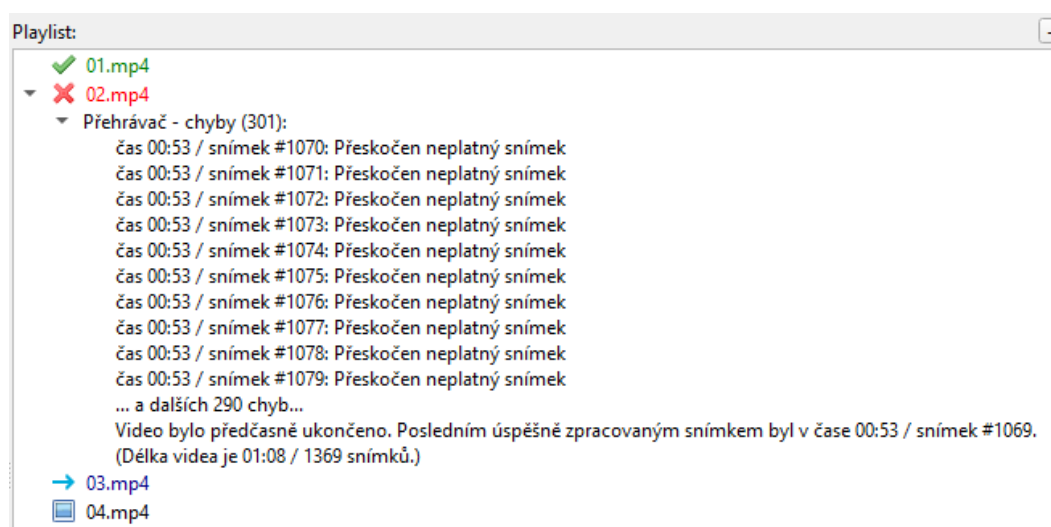 Playlist:
01.mp4
02.mp4
Přehrávač - chyby (301):
čas 00:53 / snímek #1070: Přeskočen neplatný snímek
čas 00:53 / snímek #1071: Přeskočen neplatný snímek
čas 00:53 / snímek #1072: Přeskočen neplatný snímek
čas 00:53 / snímek #1073: Přeskočen neplatný snímek
čas 00:53 / snímek #1074: Přeskočen neplatný snímek
čas 00:53 / snímek #1075: Přeskočen neplatný snímek
čas 00:53 / snímek #1076: Přeskočen neplatný snímek
čas 00:53 / snímek #1077: Přeskočen neplatný snímek
čas 00:53 / snímek #1078: Přeskočen neplatný snímek
čas 00:53 / snímek #1079: Přeskočen neplatný snímek
... a dalších 290 chyb...
Video bylo předčasně ukončeno. Posledním úspěšně zpracovaným snímkem byl v čase 00:53 / snímek #1069.
(Délka videa je 01:08 / 1369 snímků.)
03.mp4
04.mp4